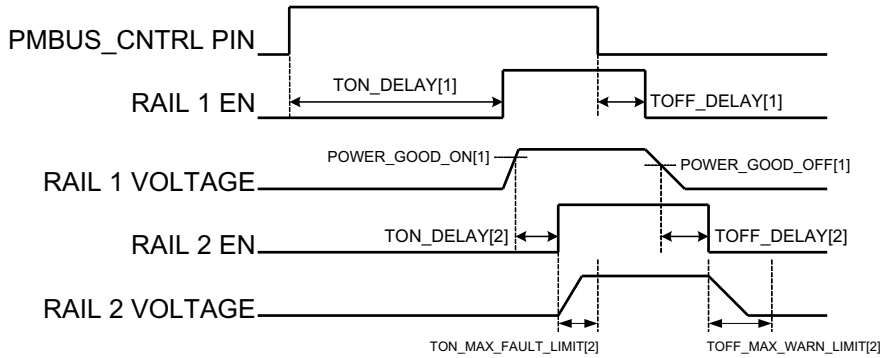 PMBUS_CNTRL PIN
TON_DELAY[1]
RAIL 1 EN
TOFF_DELAY[1]
POWER_GOOD_ON[1]
POWER_GOOD_OFF[1]
RAIL 1 VOLTAGE
TON_DELAY[2]
TOFF_DELAY[2]
RAIL 2 EN
RAIL 2 VOLTAGE
TON_MAX_FAULT_LIMIT[2]
TOFF_MAX_WARN_LIMIT[2]